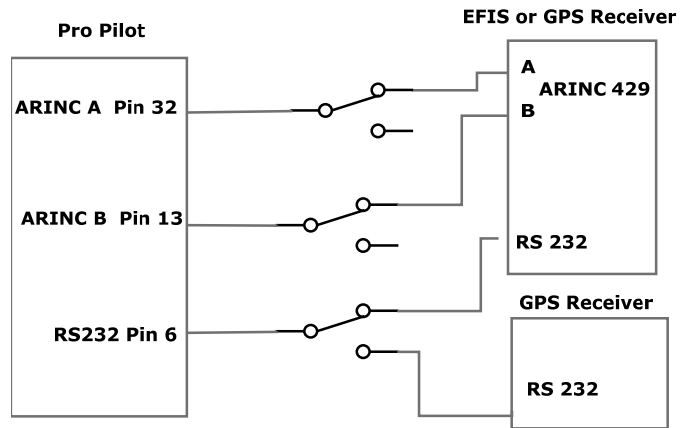 EFIS or GPS Receiver
Pro Pilot
A
ARINC 429
ARINC A Pin 32
B
ARINC B Pin 13
RS 232
GPS Receiver
RS232 Pin 6
RS 232